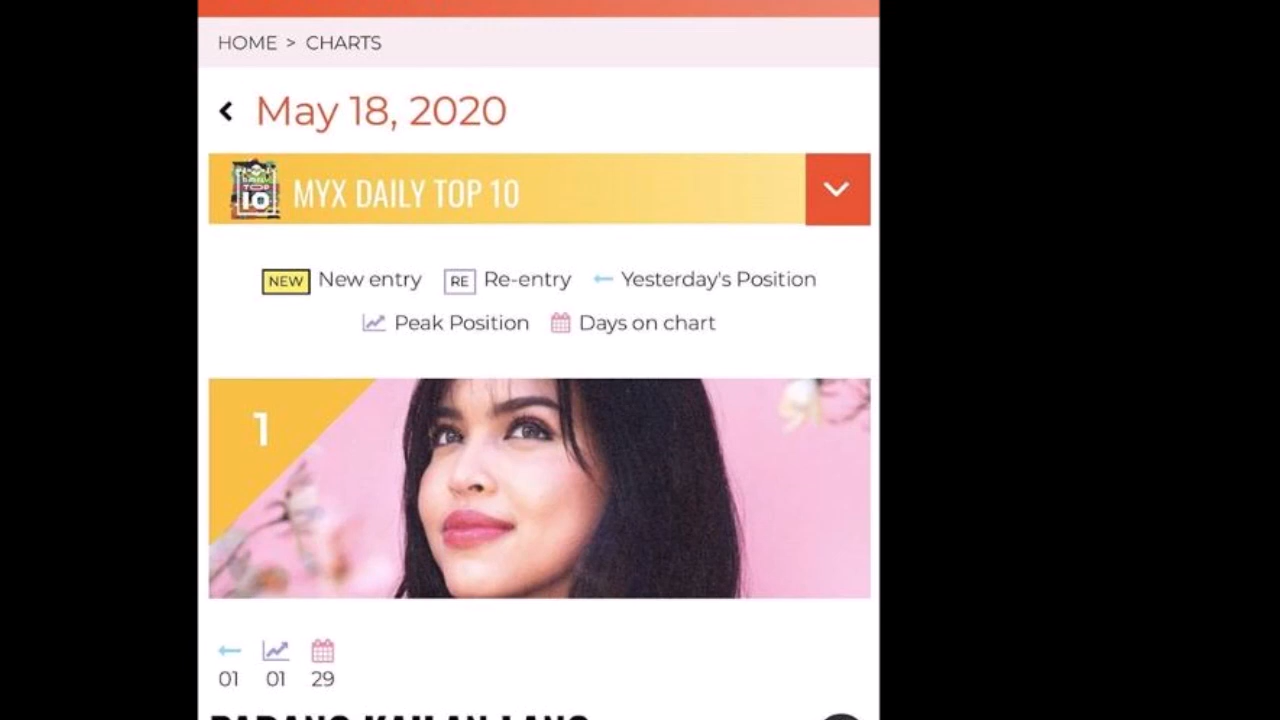 HOME > CHARTS
May 18, 2020
MYX DAILY TOP 10
NEW New entry RE Re-entry Yesterday's Position
Peak Position Days on chart
1
01 01 29